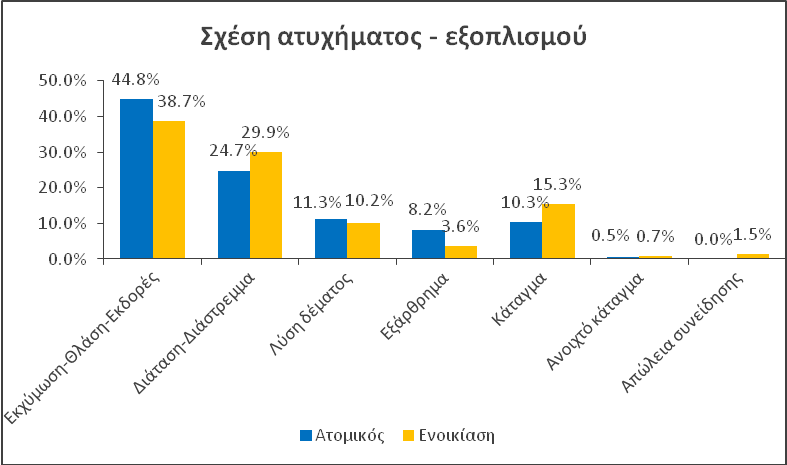 Σχέση ατυχήματος - εξοπλισμού
50.0%
40.0%
30.0%
20.0%
10.0%
0.0%
44.8%
38.7%
24.7%
29.9%
11.3%
10.2%
8.2%
3.6%
10.3%
15.3%
0.5%
0.7%
0.0%
1.5%
Εκχύμωση-Θλάση-Εκδορές
Διάταση-Διάστρεμμα
Λύση δέματος
Εξάρθρημα
Κάταγμα
Ανοιχτό κάταγμα
Απώλεια συνείδησης
Ατομικός
Ενοικίαση